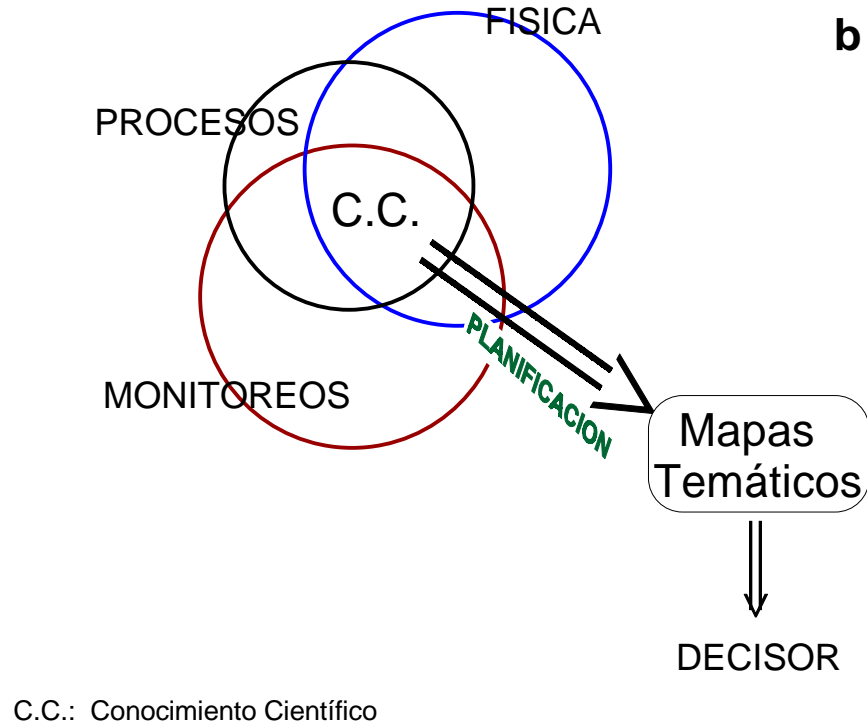 FISICA
b
PROCESOS
C.C.
PLANIFICACION
MONITOREOS
Mapas
Temáticos
DECISOR
C.C.: Conocimiento Científico